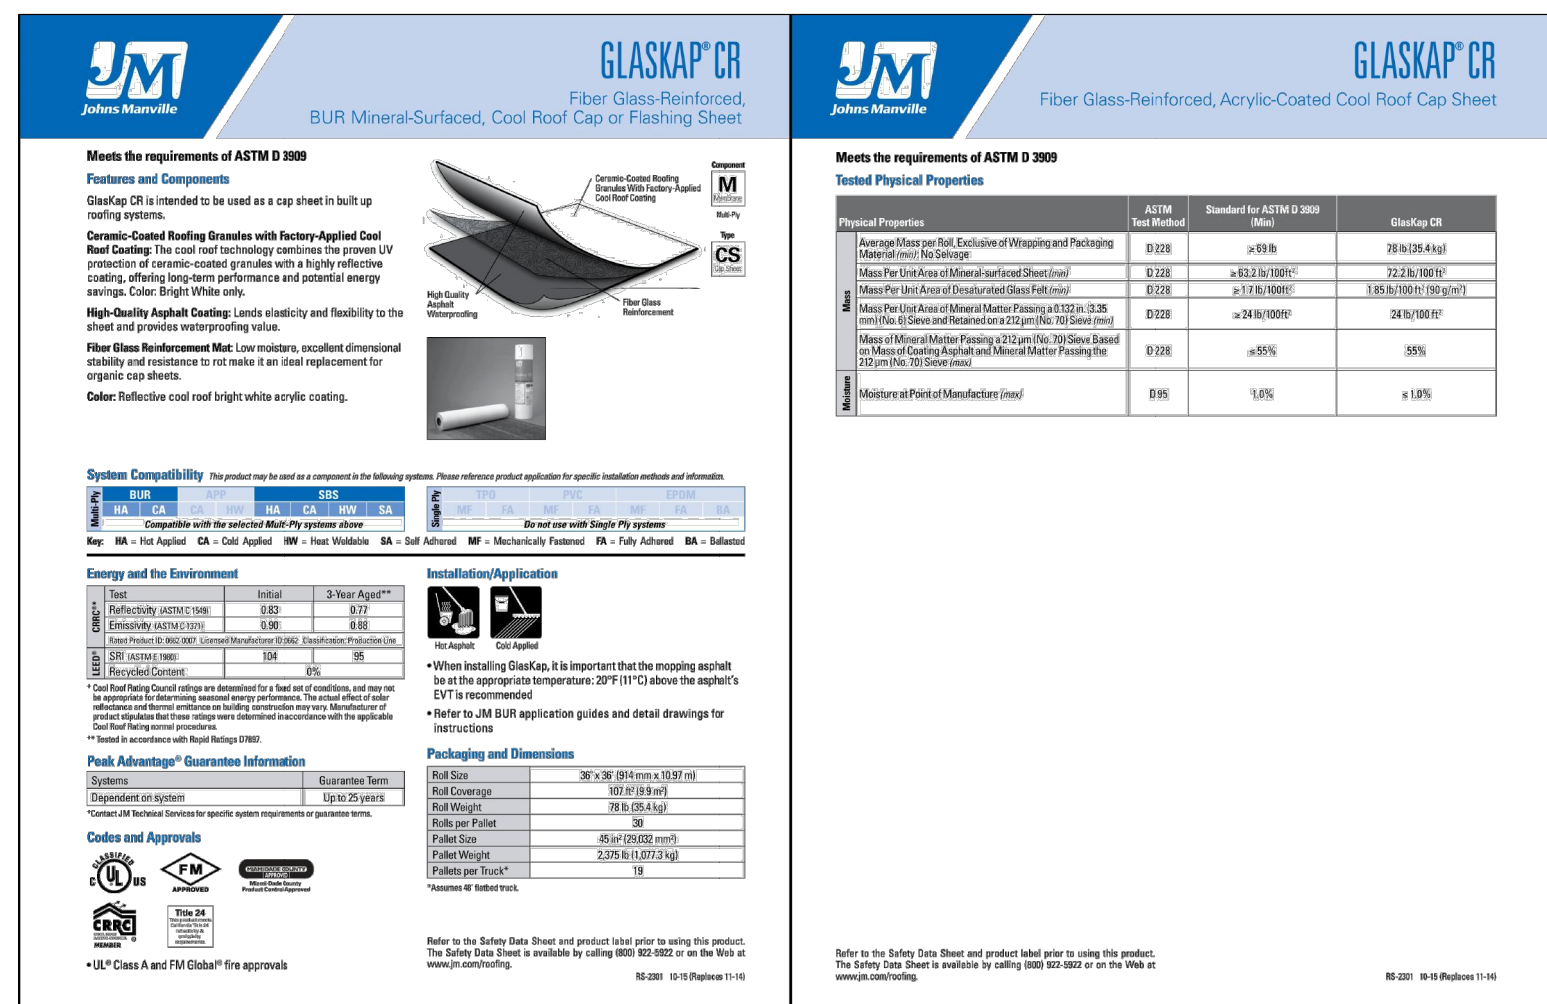 JM
Johns Manville
GLASKAP® CR
Fiber Glass-Reinforced,
BUR Mineral-Surfaced, Cool Roof Cap or Flashing Sheet
Meets the requirements of ASTM D 3909
Features and Components
GlasKap CR is intended to be used as a cap sheet in built up
roofing systems.
Ceramic-Coated Roofing Granules with Factory-Applied Cool
Roof Coating: The cool roof technology combines the proven UV
protection of ceramic-coated granules with a highly reflective
coating, offering long-term performance and potential energy
savings. Color: Bright White only.
High-Quality Asphalt Coating: Lends elasticity and flexibility to the
sheet and provides waterproofing value.
Fiber Glass Reinforcement Mat: Low moisture, excellent dimensional
stability and resistance to rot make it an ideal replacement for
organic cap sheets.
Color: Reflective cool roof bright white acrylic coating.
Ceramic-Coated Roofing
Granules With Factory-Applied
Cool Roof Coating
High Quality
Asphalt
Waterproofing
Fiber Glass
Reinforcement
Component
M
Membrane
Multi-Ply
Type
CS
Cap Sheet
System Compatibility This product may be used as a component in the following systems. Please reference product application for specific installation methods and information.
Multi-Ply
BUR APP SBS
HA CA CA HW HA CA HW SA
Compatible with the selected Multi-Ply systems above
Single Ply
TPO PVC EPDM
MF FA MF FA MF FA BA
Do not use with Single Ply systems
Key: HA = Hot Applied CA = Cold Applied HW = Heat Weldable SA = Self Adhered MF = Mechanically Fastened FA = Fully Adhered BA = Ballasted
Energy and the Environment
Test Initial 3-Year Aged**
CRRC**
Reflectivity (ASTM C 1549) 0.83 0.77
Emissivity (ASTM C 1371) 0.90 0.88
Rated Product ID: 0662-0007 Licensed Manufacturer ID:0662 Classification: Production Line
LEED®
SRI (ASTM E 1980) 104 95
Recycled Content 0%
* Cool Roof Rating Council ratings are determined for a fixed set of conditions, and may not
be appropriate for determining seasonal energy performance. The actual effect of solar
reflectance and thermal emittance on building construction may vary. Manufacturer of
product stipulates that these ratings were determined in accordance with the applicable
Cool Roof Rating normal procedures.
** Tested in accordance with Rapid Ratings D7897.
Peak Advantage® Guarantee Information
Systems Guarantee Term
Dependent on system Up to 25 years
*Contact JM Technical Services for specific system requirements or guarantee terms.
Codes and Approvals
CLASSIFIED
C UL US
FM
APPROVED
MIAMI-DADE COUNTY
APPROVED
Miami-Dade County
Product Control Approved
CRRC
MEMBER
Title 24
This product meets
California Title 24
reflectivity &
emissivity
requirements.
• UL® Class A and FM Global® fire approvals
Installation/Application
Hot Asphalt Cold Applied
• When installing GlasKap, it is important that the mopping asphalt
be at the appropriate temperature: 20°F (11°C) above the asphalt's
EVT is recommended
• Refer to JM BUR application guides and detail drawings for
instructions
Packaging and Dimensions
Roll Size 36" x 36' (914 mm x 10.97 m)
Roll Coverage 107 ft² (9.9 m²)
Roll Weight 78 lb (35.4 kg)
Rolls per Pallet 30
Pallet Size 45 in² (29,032 mm²)
Pallet Weight 2,375 lb (1,077.3 kg)
Pallets per Truck* 19
*Assumes 48' flatbed truck.
Refer to the Safety Data Sheet and product label prior to using this product.
The Safety Data Sheet is available by calling (800) 922-5922 or on the Web at
www.jm.com/roofing.
RS-2301 10-15 (Replaces 11-14)
JM
Johns Manville
GLASKAP® CR
Fiber Glass-Reinforced, Acrylic-Coated Cool Roof Cap Sheet
Meets the requirements of ASTM D 3909
Tested Physical Properties
Physical Properties ASTM Test Method Standard for ASTM D 3909 (Min) GlasKap CR
Mass
Average Mass per Roll, Exclusive of Wrapping and Packaging
Material (min): No Selvage D 228 ≥ 69 lb 78 lb (35.4 kg)
Mass Per Unit Area of Mineral-surfaced Sheet (min) D 228 ≥ 63.2 lb/100ft² 72.2 lb/100 ft²
Mass Per Unit Area of Desaturated Glass Felt (min) D 228 ≥ 1.7 lb/100ft² 1.85 lb/100 ft² (90 g/m²)
Mass Per Unit Area of Mineral Matter Passing a 0.132 in. (3.35
mm) (No. 6) Sieve and Retained on a 212 µm (No. 70) Sieve (min) D 228 ≥ 24 lb/100ft² 24 lb/100 ft²
Mass of Mineral Matter Passing a 212 µm (No. 70) Sieve Based
on Mass of Coating Asphalt and Mineral Matter Passing the
212 µm (No. 70) Sieve (max) D 228 ≤ 55% 55%
Moisture
Moisture at Point of Manufacture (max) D 95 1.0% ≤ 1.0%
Refer to the Safety Data Sheet and product label prior to using this product.
The Safety Data Sheet is available by calling (800) 922-5922 or on the Web at
www.jm.com/roofing.
RS-2301 10-15 (Replaces 11-14)